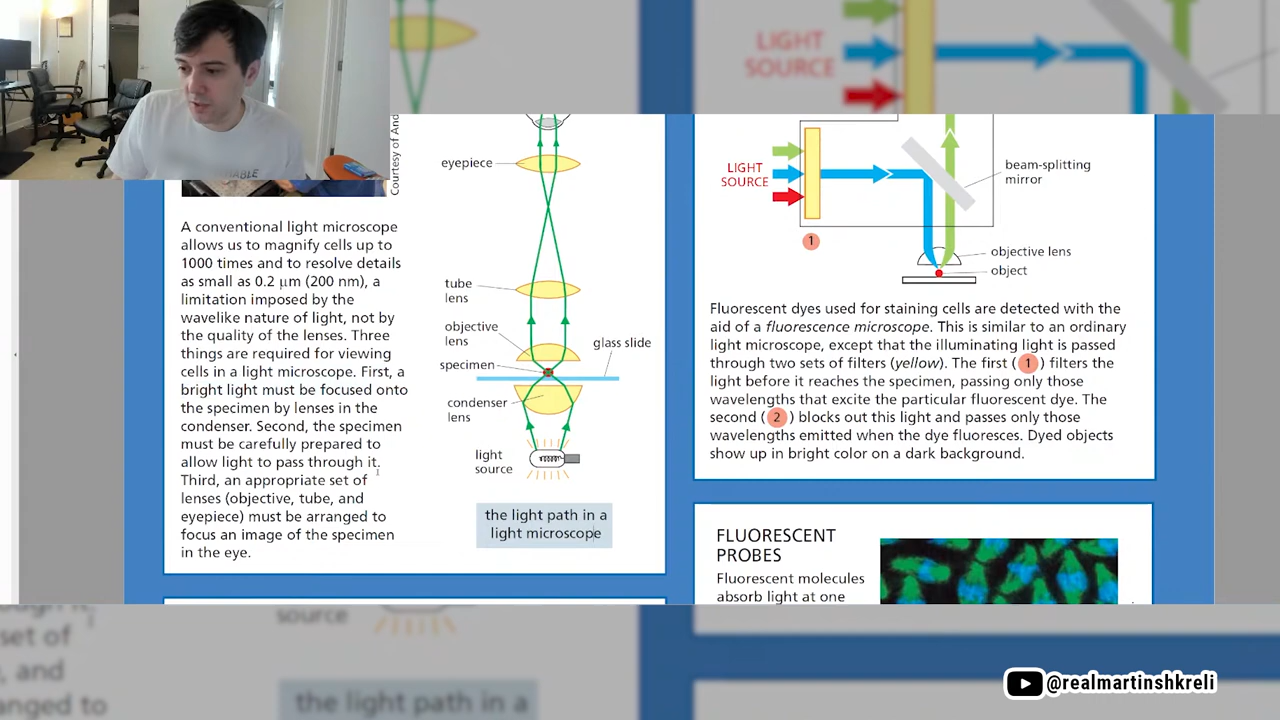 LIGHT
SOURCE
Courtesy of And
eyepiece
tube
lens
objective
lens
glass slide
specimen
condenser
lens
light
source
the light path in a
light microscope
A conventional light microscope
allows us to magnify cells up to
1000 times and to resolve details
as small as 0.2 μm (200 nm), a
limitation imposed by the
wavelike nature of light, not by
the quality of the lenses. Three
things are required for viewing
cells in a light microscope. First, a
bright light must be focused onto
the specimen by lenses in the
condenser. Second, the specimen
must be carefully prepared to
allow light to pass through it.
Third, an appropriate set of
lenses (objective, tube, and
eyepiece) must be arranged to
focus an image of the specimen
in the eye.
LIGHT
SOURCE
beam-splitting
mirror
1
objective lens
object
Fluorescent dyes used for staining cells are detected with the
aid of a fluorescence microscope. This is similar to an ordinary
light microscope, except that the illuminating light is passed
through two sets of filters (yellow). The first ( 1 ) filters the
light before it reaches the specimen, passing only those
wavelengths that excite the particular fluorescent dye. The
second ( 2 ) blocks out this light and passes only those
wavelengths emitted when the dye fluoresces. Dyed objects
show up in bright color on a dark background.
FLUORESCENT
PROBES
Fluorescent molecules
absorb light at one
source
set of
, and
anged to
the light path in a
@realmartinshkreli